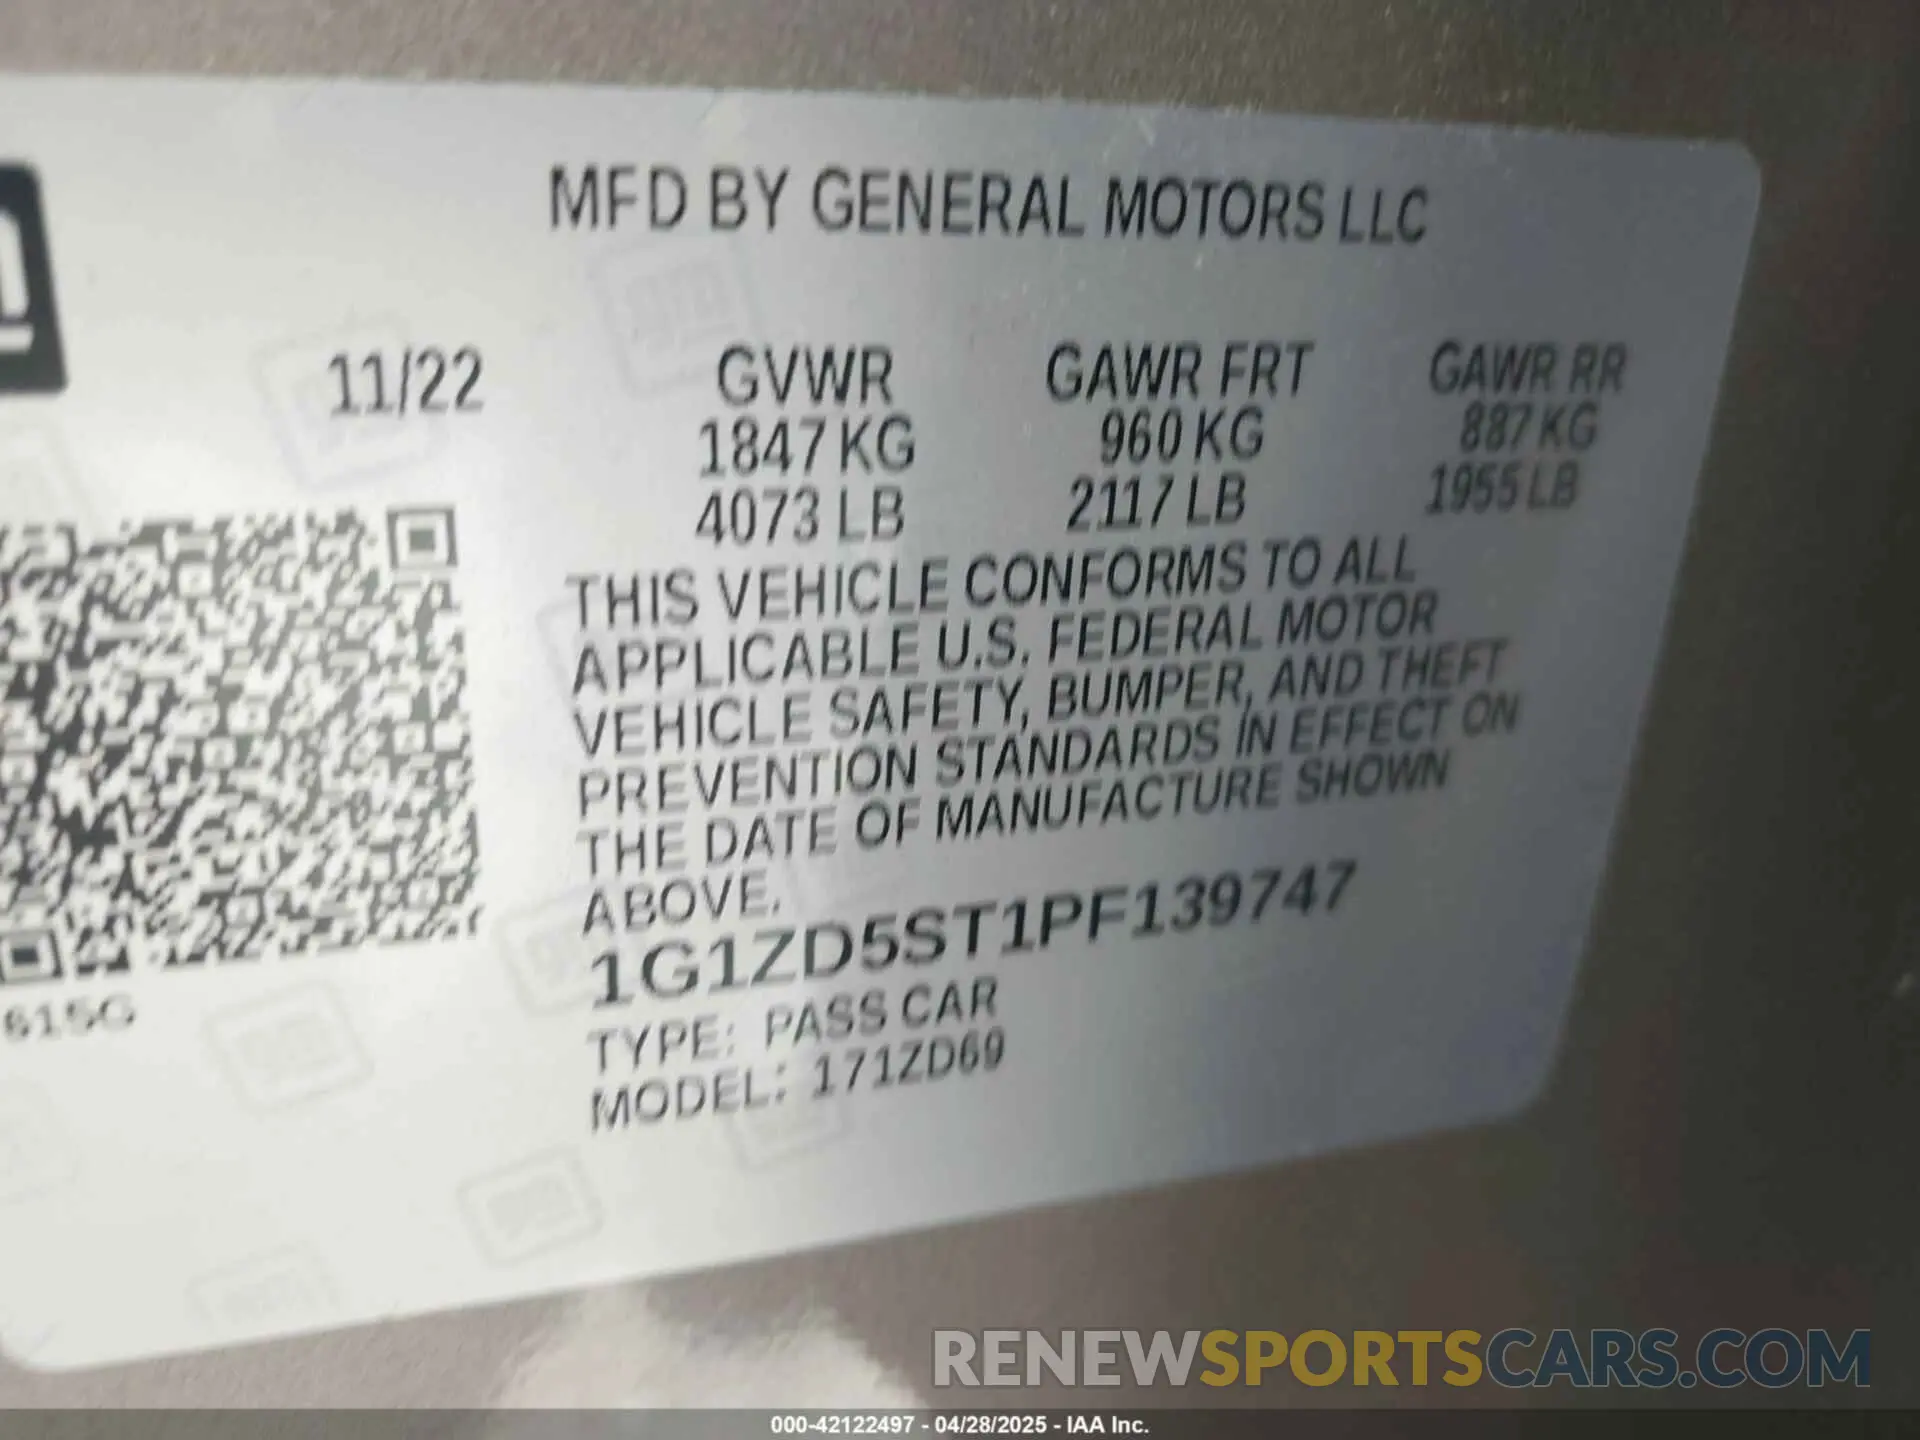 MFD BY GENERAL MOTORS LLC
11/22 GVWR GAWR FRT GAWR RR
1847 KG 960 KG 887 KG
4073 LB 2117 LB 1955 LB
THIS VEHICLE CONFORMS TO ALL
APPLICABLE U.S. FEDERAL MOTOR
VEHICLE SAFETY, BUMPER, AND THEFT
PREVENTION STANDARDS IN EFFECT ON
THE DATE OF MANUFACTURE SHOWN
ABOVE.
1G1ZD5ST1PF139747
615G
TYPE: PASS CAR
MODEL: 171ZD69
RENEWSPORTSCARS.COM
000-42122497 - 04/28/2025 - IAA Inc.